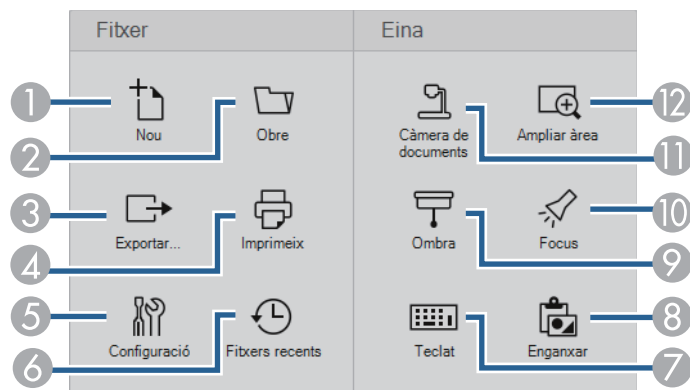 Fitxer
Eina
1
Nou
2
Obre
12
Ampliar àrea
11
Càmera de
documents
3
Exportar...
4
Imprimeix
10
Focus
9
Ombra
5
Configuració
6
Fitxers recents
8
Enganxar
7
Teclat